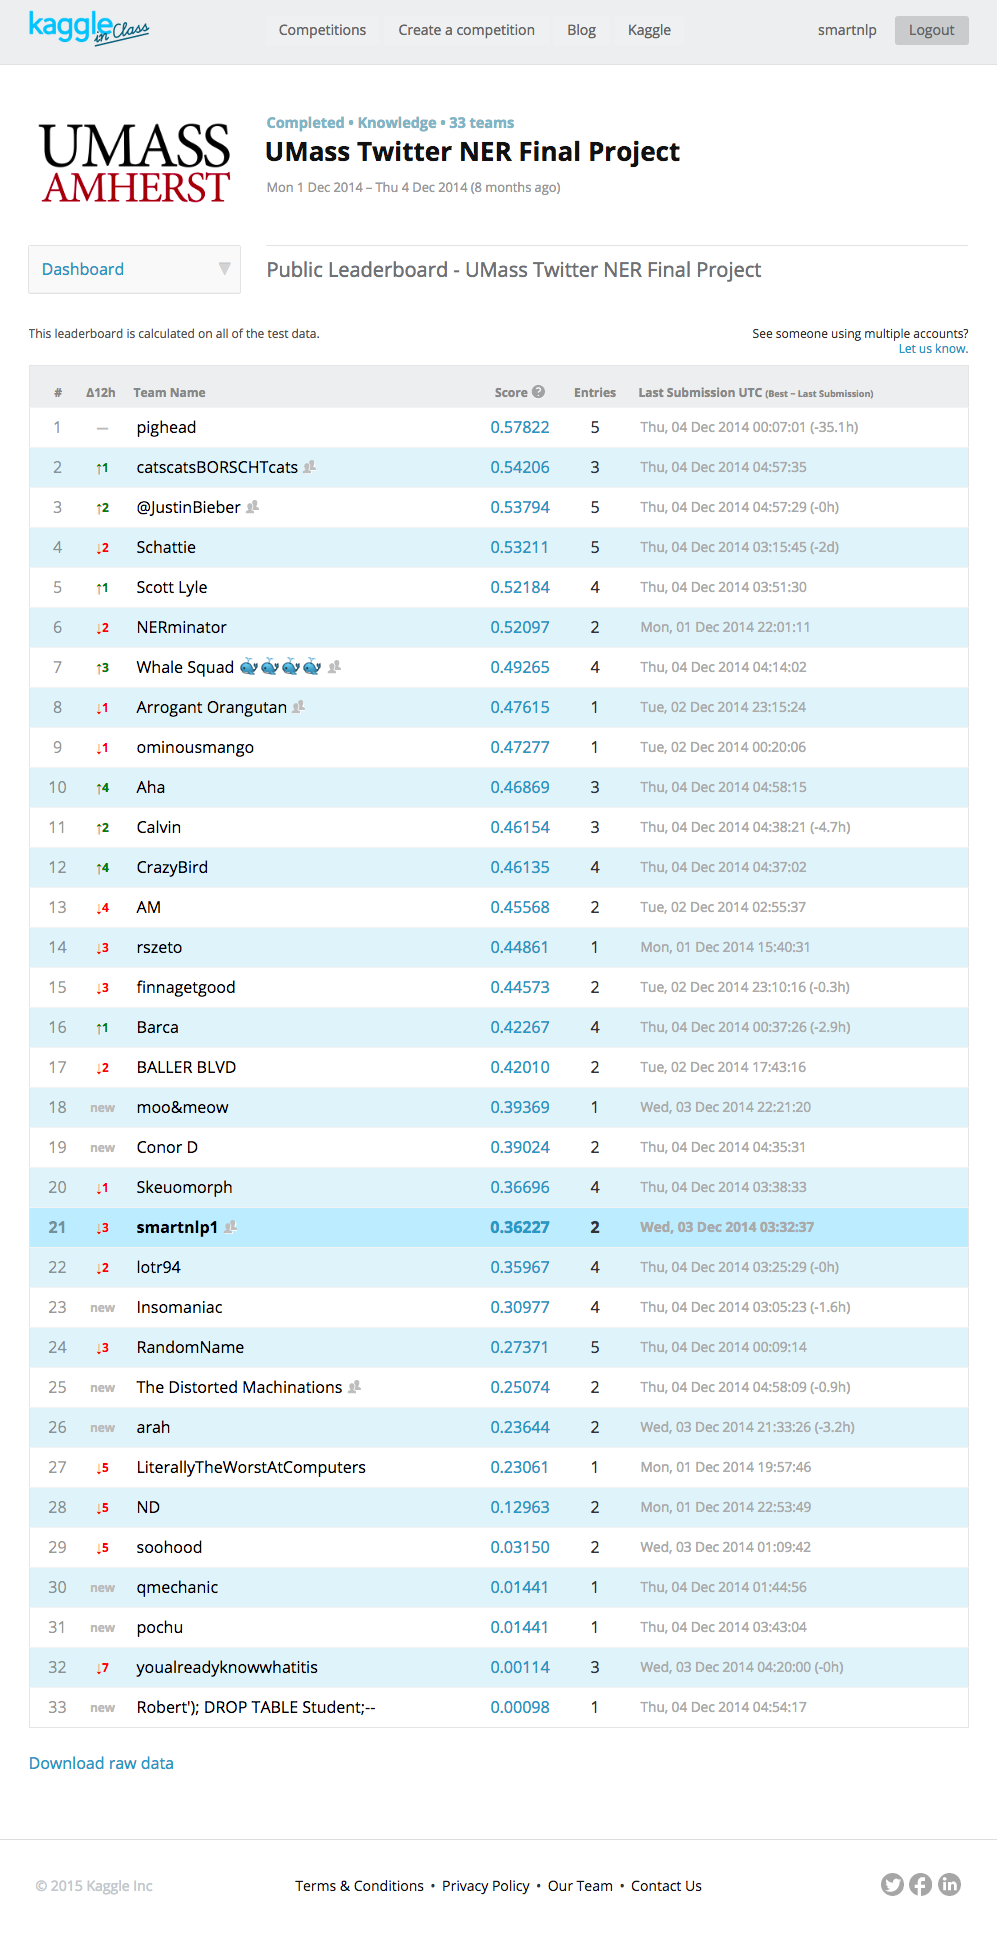 kaggle in Class
Competitions Create a competition Blog Kaggle smartnlp Logout
UMASS
AMHERST
Completed • Knowledge • 33 teams
UMass Twitter NER Final Project
Mon 1 Dec 2014 – Thu 4 Dec 2014 (8 months ago)
Dashboard ▼
Public Leaderboard - UMass Twitter NER Final Project
This leaderboard is calculated on all of the test data.
See someone using multiple accounts?
Let us know.
# Δ12h Team Name Score ? Entries Last Submission UTC (Best – Last Submission)
1 — pighead 0.57822 5 Thu, 04 Dec 2014 00:07:01 (-35.1h)
2 ↑1 catscatsBORSCHTcats 0.54206 3 Thu, 04 Dec 2014 04:57:35
3 ↑2 @JustinBieber 0.53794 5 Thu, 04 Dec 2014 04:57:29 (-0h)
4 ↓2 Schattie 0.53211 5 Thu, 04 Dec 2014 03:15:45 (-2d)
5 ↑1 Scott Lyle 0.52184 4 Thu, 04 Dec 2014 03:51:30
6 ↓2 NERminator 0.52097 2 Mon, 01 Dec 2014 22:01:11
7 ↑3 Whale Squad 🐳🐳🐳🐳 0.49265 4 Thu, 04 Dec 2014 04:14:02
8 ↓1 Arrogant Orangutan 0.47615 1 Tue, 02 Dec 2014 23:15:24
9 ↓1 ominousmango 0.47277 1 Tue, 02 Dec 2014 00:20:06
10 ↑4 Aha 0.46869 3 Thu, 04 Dec 2014 04:58:15
11 ↑2 Calvin 0.46154 3 Thu, 04 Dec 2014 04:38:21 (-4.7h)
12 ↑4 CrazyBird 0.46135 4 Thu, 04 Dec 2014 04:37:02
13 ↓4 AM 0.45568 2 Tue, 02 Dec 2014 02:55:37
14 ↓3 rszeto 0.44861 1 Mon, 01 Dec 2014 15:40:31
15 ↓3 finnagetgood 0.44573 2 Tue, 02 Dec 2014 23:10:16 (-0.3h)
16 ↑1 Barca 0.42267 4 Thu, 04 Dec 2014 00:37:26 (-2.9h)
17 ↓2 BALLER BLVD 0.42010 2 Tue, 02 Dec 2014 17:43:16
18 new moo&meow 0.39369 1 Wed, 03 Dec 2014 22:21:20
19 new Conor D 0.39024 2 Thu, 04 Dec 2014 04:35:31
20 ↓1 Skeuomorph 0.36696 4 Thu, 04 Dec 2014 03:38:33
21 ↓3 smartnlp1 0.36227 2 Wed, 03 Dec 2014 03:32:37
22 ↓2 lotr94 0.35967 4 Thu, 04 Dec 2014 03:25:29 (-0h)
23 new Insomaniac 0.30977 4 Thu, 04 Dec 2014 03:05:23 (-1.6h)
24 ↓3 RandomName 0.27371 5 Thu, 04 Dec 2014 00:09:14
25 new The Distorted Machinations 0.25074 2 Thu, 04 Dec 2014 04:58:09 (-0.9h)
26 new arah 0.23644 2 Wed, 03 Dec 2014 21:33:26 (-3.2h)
27 ↓5 LiterallyTheWorstAtComputers 0.23061 1 Mon, 01 Dec 2014 19:57:46
28 ↓5 ND 0.12963 2 Mon, 01 Dec 2014 22:53:49
29 ↓5 soohood 0.03150 2 Wed, 03 Dec 2014 01:09:42
30 new qmechanic 0.01441 1 Thu, 04 Dec 2014 01:44:56
31 new pochu 0.01441 1 Thu, 04 Dec 2014 03:43:04
32 ↓7 youalreadyknowwhatitis 0.00114 3 Wed, 03 Dec 2014 04:20:00 (-0h)
33 new Robert'); DROP TABLE Student;-- 0.00098 1 Thu, 04 Dec 2014 04:54:17
Download raw data
© 2015 Kaggle Inc Terms & Conditions • Privacy Policy • Our Team • Contact Us